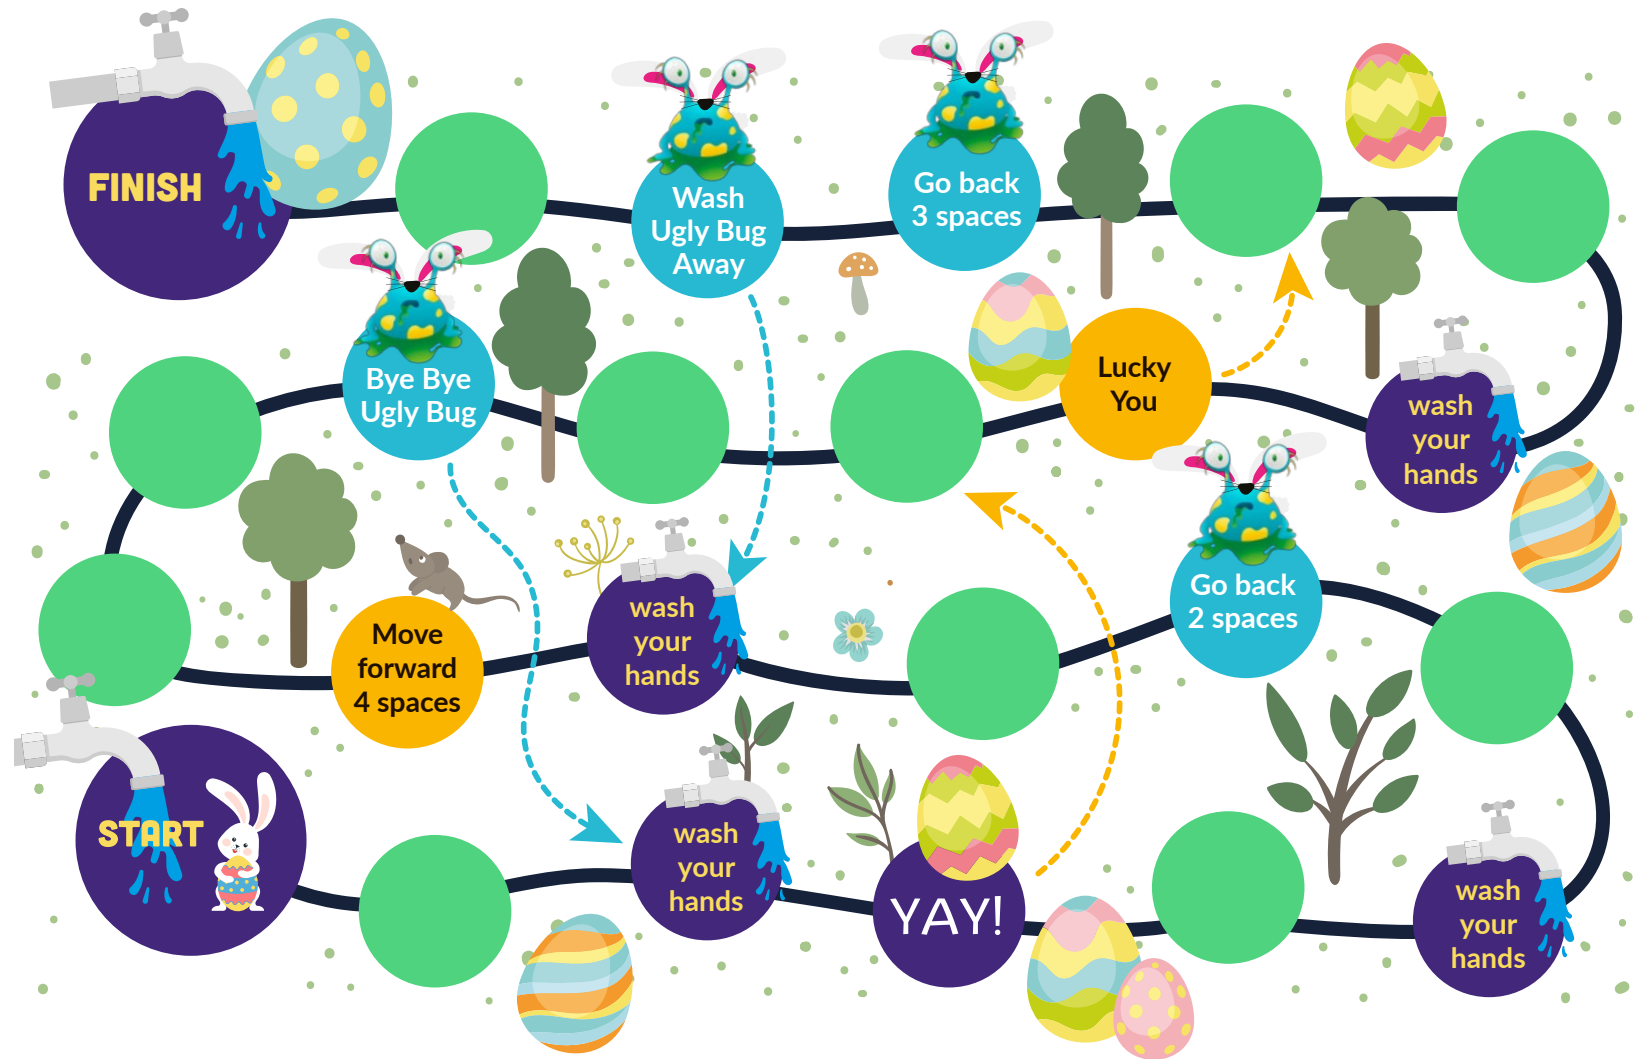 FINISH
Wash
Ugly Bug
Away
Go back
3 spaces
Bye Bye
Ugly Bug
Lucky
You
wash
your
hands
Move
forward
4 spaces
wash
your
hands
Go back
2 spaces
START
wash
your
hands
YAY!
wash
your
hands